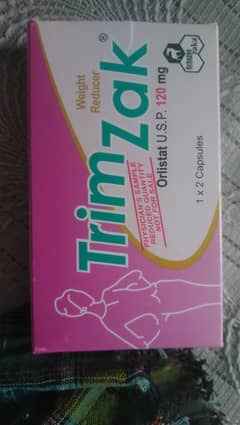 Weight
Reducer
TrimZak®
PHYSICIAN'S SAMPLE
REDUCED QUANTITY
NOT FOR SALE
Orlistat U.S.P. 120 mg
1 x 2 Capsules